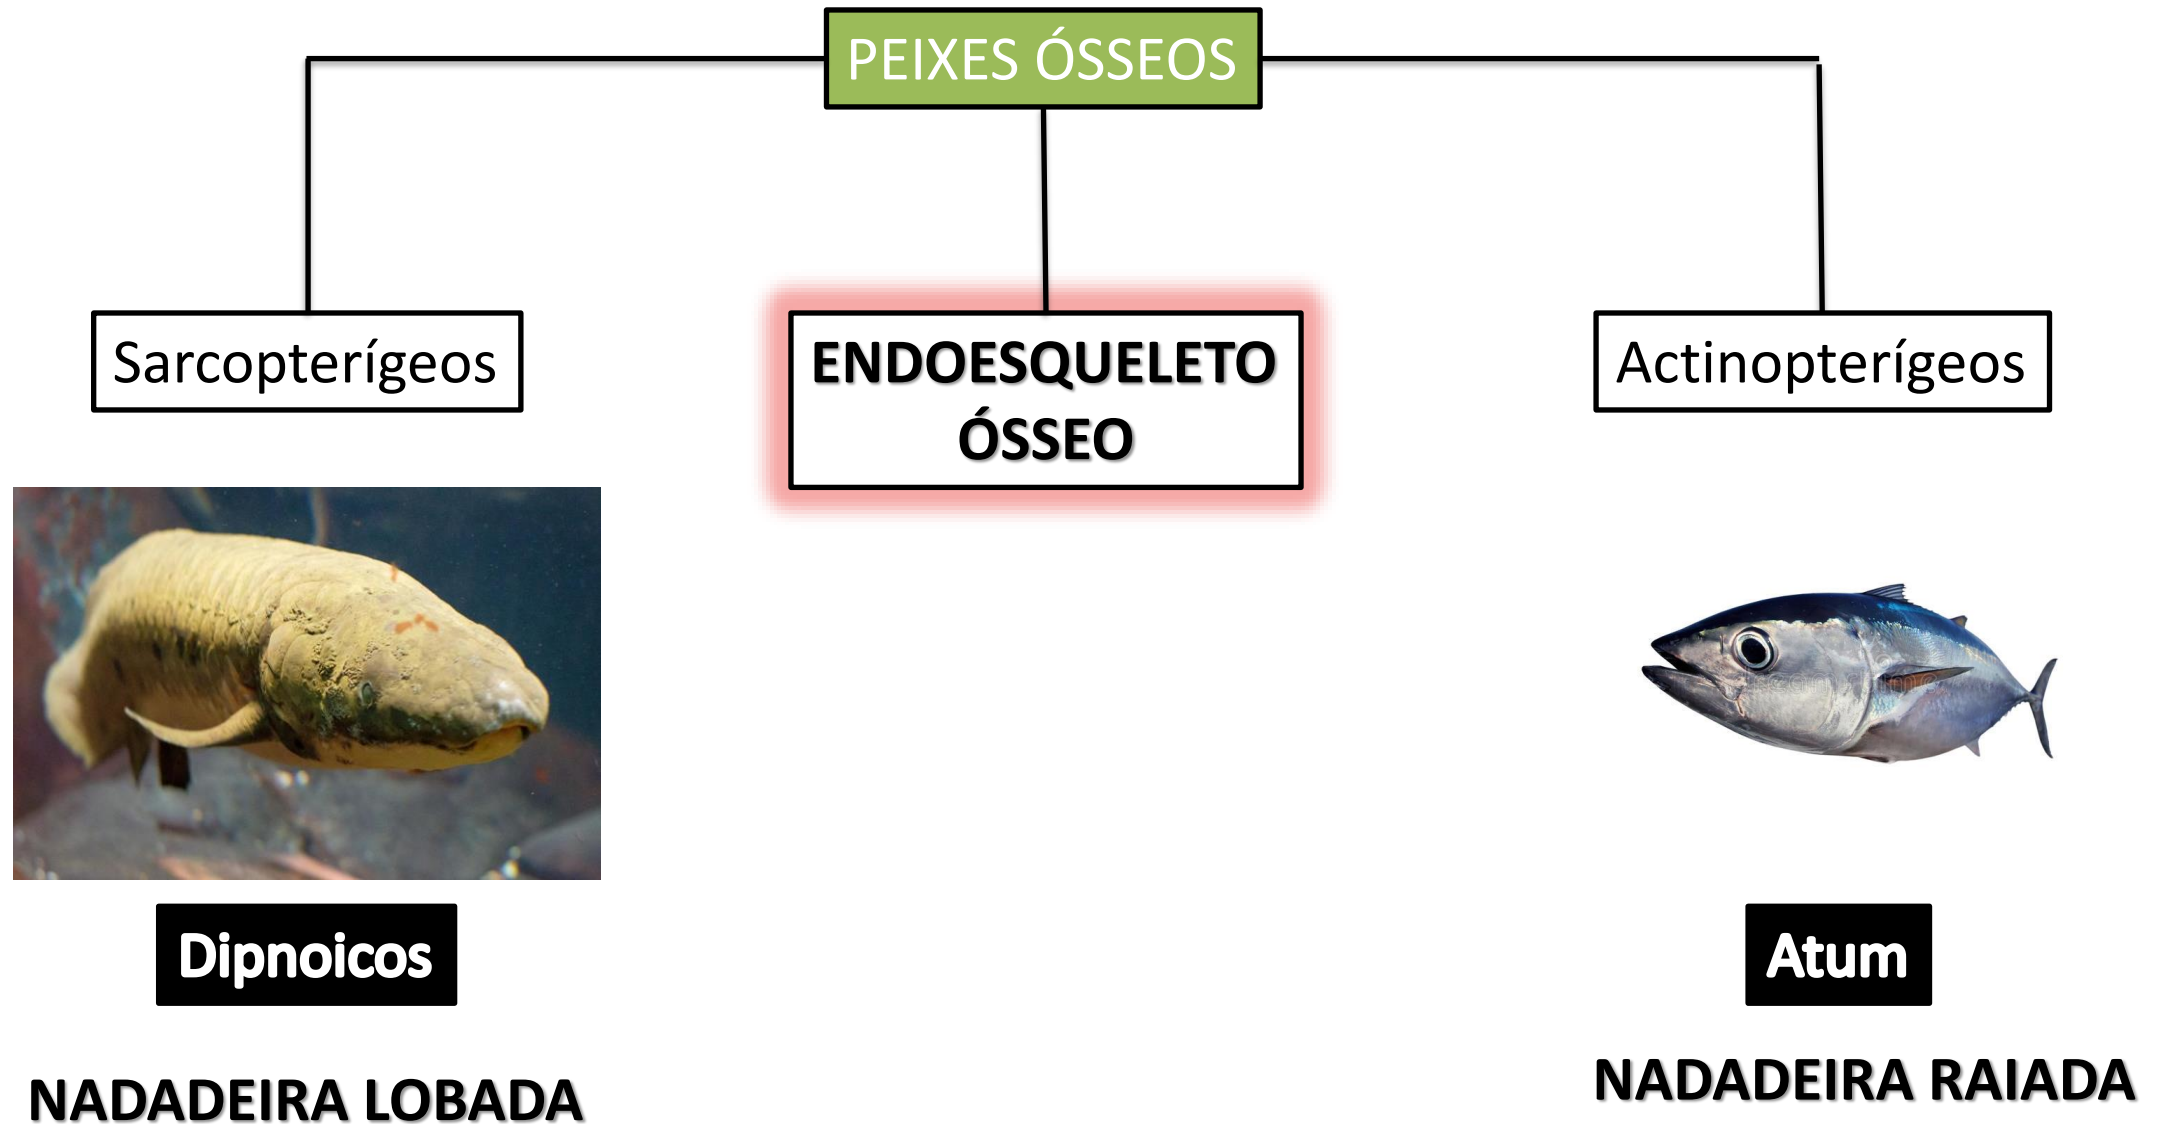 PEIXES ÓSSEOS
Sarcopterígeos
ENDOESQUELETO
ÓSSEO
Actinopterígeos
Dipnoicos
Atum
NADADEIRA LOBADA
NADADEIRA RAIADA